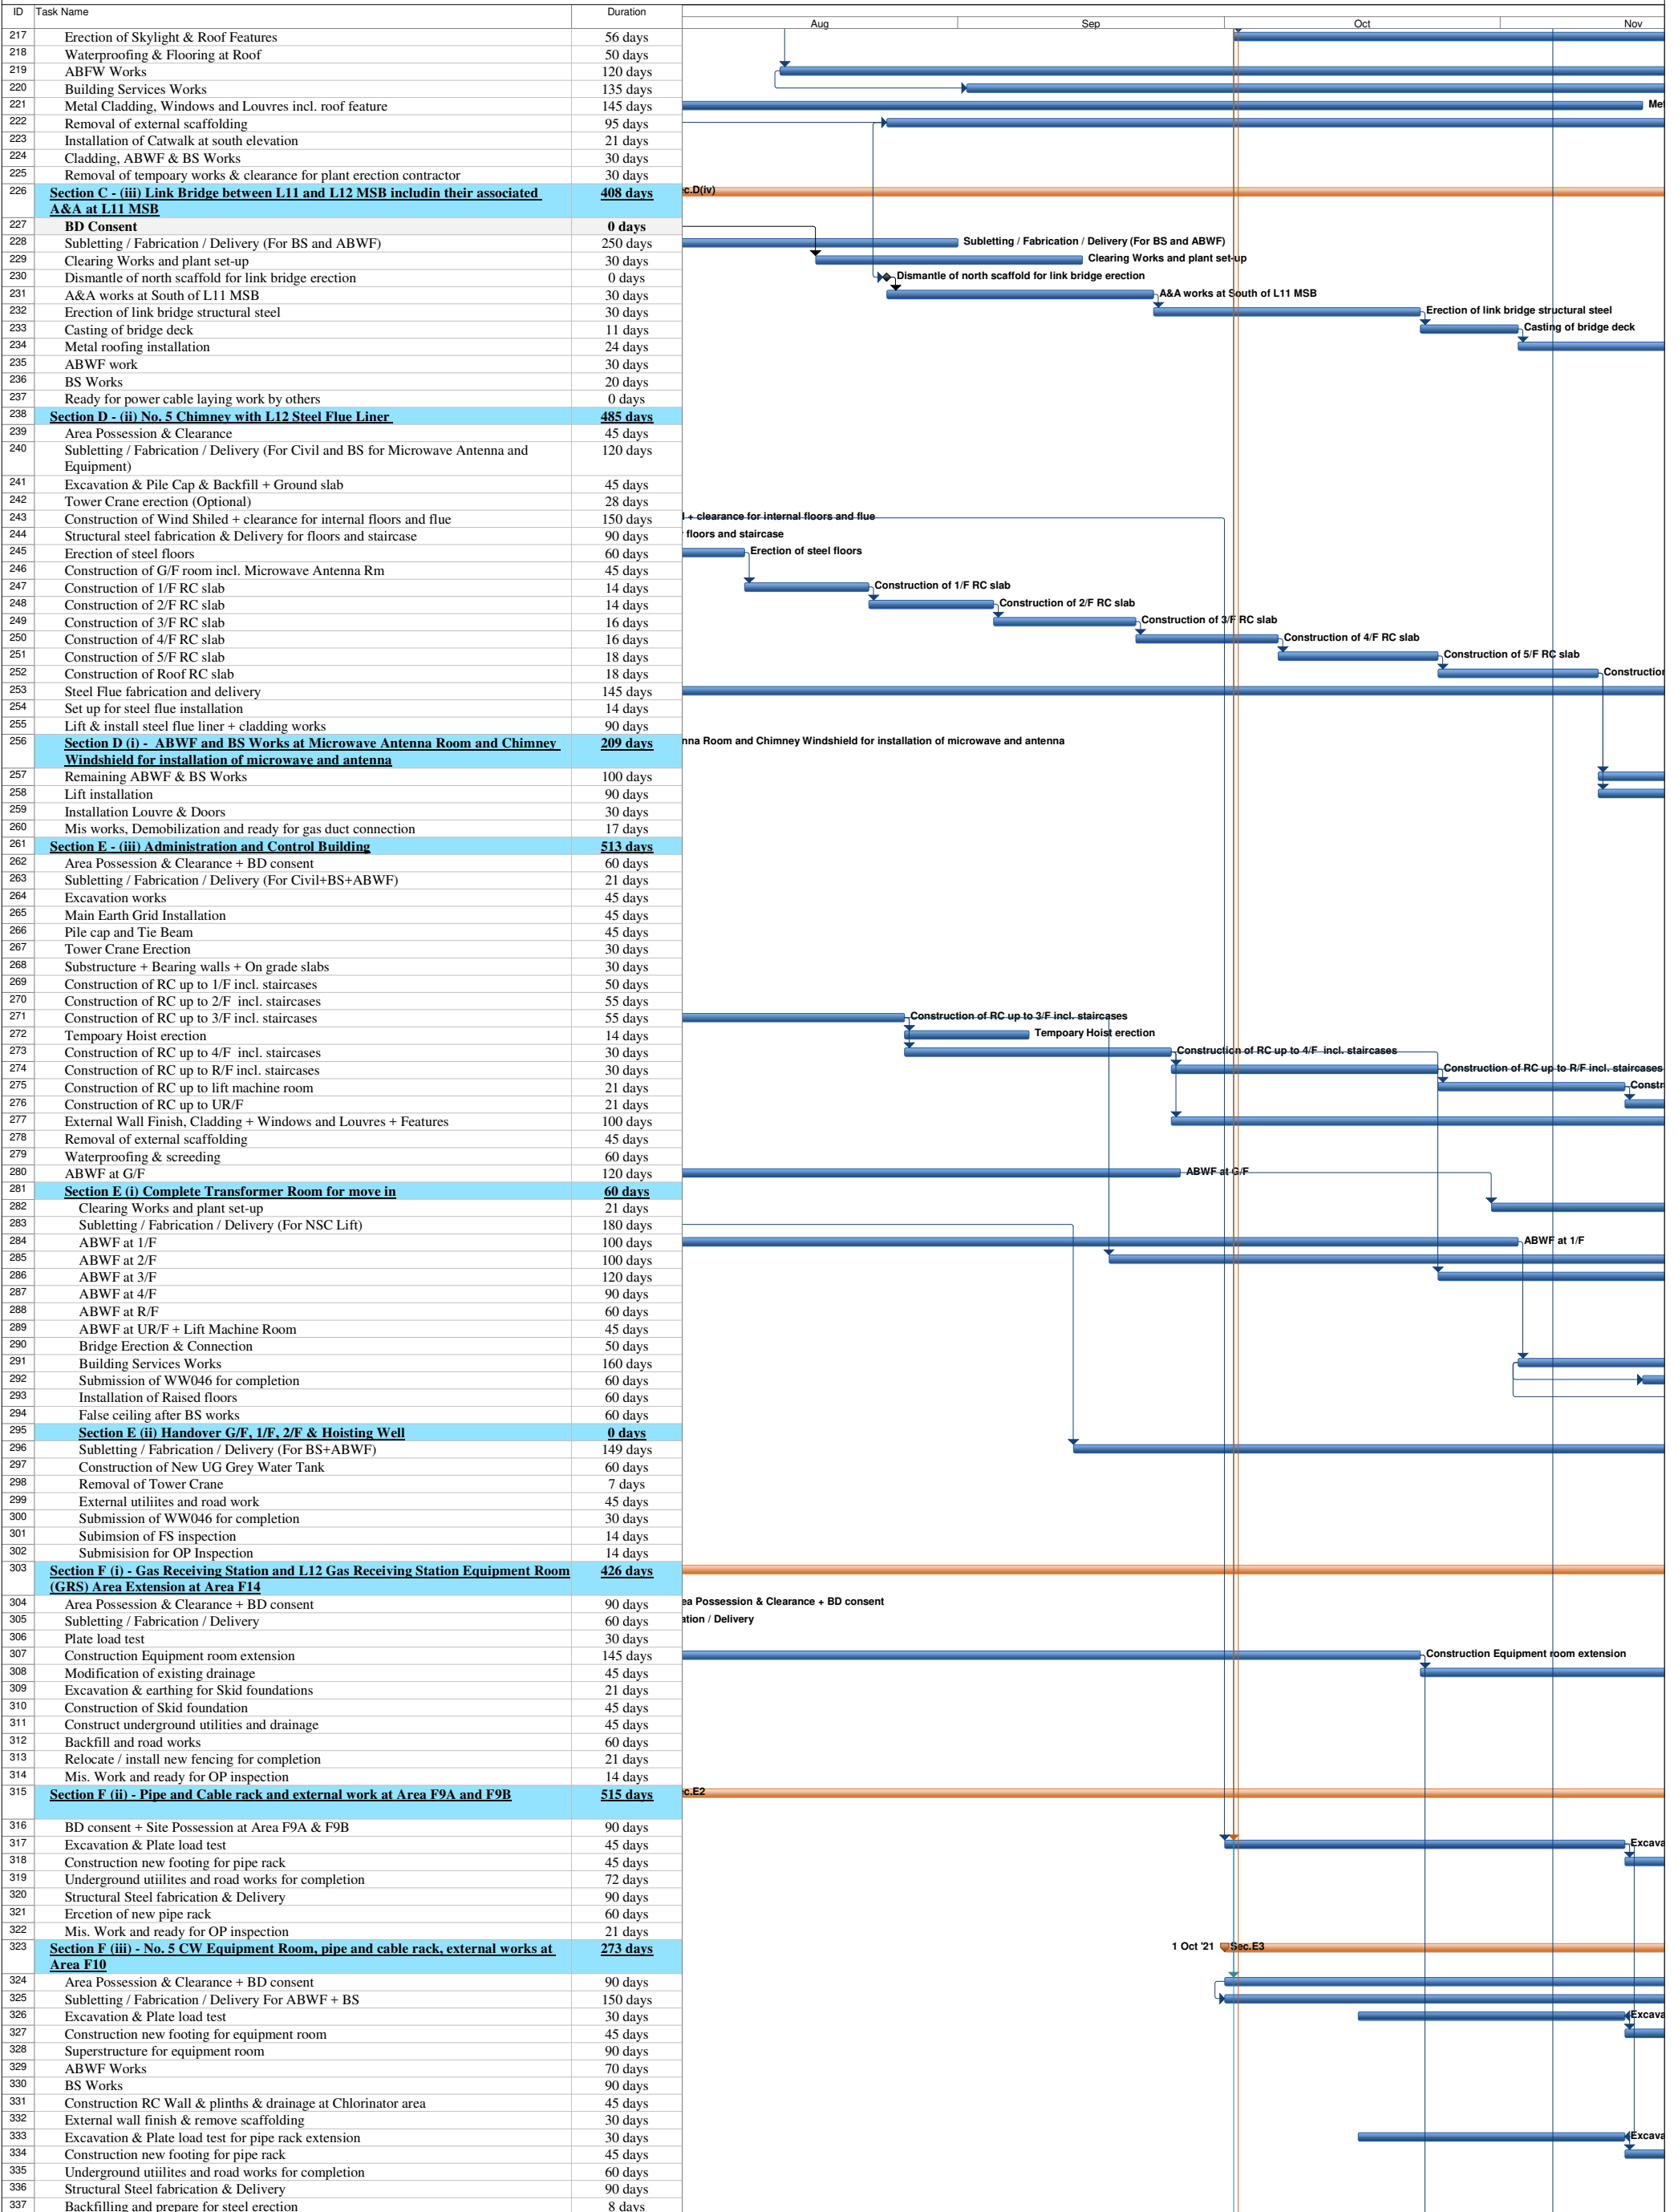 ID Task Name Duration
Aug Sep Oct Nov
217 Erection of Skylight & Roof Features 56 days
218 Waterproofing & Flooring at Roof 50 days
219 ABFW Works 120 days
220 Building Services Works 135 days
221 Metal Cladding, Windows and Louvres incl. roof feature 145 days Met
222 Removal of external scaffolding 95 days
223 Installation of Catwalk at south elevation 21 days
224 Cladding, ABWF & BS Works 30 days
225 Removal of tempoary works & clearance for plant erection contractor 30 days
226 Section C - (iii) Link Bridge between L11 and L12 MSB includin their associated 408 days c.D(iv)
A&A at L11 MSB
227 BD Consent 0 days
228 Subletting / Fabrication / Delivery (For BS and ABWF) 250 days Subletting / Fabrication / Delivery (For BS and ABWF)
229 Clearing Works and plant set-up 30 days Clearing Works and plant set-up
230 Dismantle of north scaffold for link bridge erection 0 days Dismantle of north scaffold for link bridge erection
231 A&A works at South of L11 MSB 30 days A&A works at South of L11 MSB
232 Erection of link bridge structural steel 30 days Erection of link bridge structural steel
233 Casting of bridge deck 11 days Casting of bridge deck
234 Metal roofing installation 24 days
235 ABWF work 30 days
236 BS Works 20 days
237 Ready for power cable laying work by others 0 days
238 Section D - (ii) No. 5 Chimney with L12 Steel Flue Liner 485 days
239 Area Possession & Clearance 45 days
240 Subletting / Fabrication / Delivery (For Civil and BS for Microwave Antenna and 120 days
Equipment)
241 Excavation & Pile Cap & Backfill + Ground slab 45 days
242 Tower Crane erection (Optional) 28 days
243 Construction of Wind Shiled + clearance for internal floors and flue 150 days l + clearance for internal floors and flue
244 Structural steel fabrication & Delivery for floors and staircase 90 days floors and staircase
245 Erection of steel floors 60 days Erection of steel floors
246 Construction of G/F room incl. Microwave Antenna Rm 45 days
247 Construction of 1/F RC slab 14 days Construction of 1/F RC slab
248 Construction of 2/F RC slab 14 days Construction of 2/F RC slab
249 Construction of 3/F RC slab 16 days Construction of 3/F RC slab
250 Construction of 4/F RC slab 16 days Construction of 4/F RC slab
251 Construction of 5/F RC slab 18 days Construction of 5/F RC slab
252 Construction of Roof RC slab 18 days Construction
253 Steel Flue fabrication and delivery 145 days
254 Set up for steel flue installation 14 days
255 Lift & install steel flue liner + cladding works 90 days
256 Section D (i) - ABWF and BS Works at Microwave Antenna Room and Chimney 209 days nna Room and Chimney Windshield for installation of microwave and antenna
Windshield for installation of microwave and antenna
257 Remaining ABWF & BS Works 100 days
258 Lift installation 90 days
259 Installation Louvre & Doors 30 days
260 Mis works, Demobilization and ready for gas duct connection 17 days
261 Section E - (iii) Administration and Control Building 513 days
262 Area Possession & Clearance + BD consent 60 days
263 Subletting / Fabrication / Delivery (For Civil+BS+ABWF) 21 days
264 Excavation works 45 days
265 Main Earth Grid Installation 45 days
266 Pile cap and Tie Beam 45 days
267 Tower Crane Erection 30 days
268 Substructure + Bearing walls + On grade slabs 30 days
269 Construction of RC up to 1/F incl. staircases 50 days
270 Construction of RC up to 2/F incl. staircases 55 days
271 Construction of RC up to 3/F incl. staircases 55 days Construction of RC up to 3/F incl. staircases
272 Tempoary Hoist erection 14 days Tempoary Hoist erection
273 Construction of RC up to 4/F incl. staircases 30 days Construction of RC up to 4/F incl. staircases
274 Construction of RC up to R/F incl. staircases 30 days Construction of RC up to R/F incl. staircases
275 Construction of RC up to lift machine room 21 days Constr
276 Construction of RC up to UR/F 21 days
277 External Wall Finish, Cladding + Windows and Louvres + Features 100 days
278 Removal of external scaffolding 45 days
279 Waterproofing & screeding 60 days
280 ABWF at G/F 120 days ABWF at G/F
281 Section E (i) Complete Transformer Room for move in 60 days
282 Clearing Works and plant set-up 21 days
283 Subletting / Fabrication / Delivery (For NSC Lift) 180 days
284 ABWF at 1/F 100 days ABWF at 1/F
285 ABWF at 2/F 100 days
286 ABWF at 3/F 120 days
287 ABWF at 4/F 90 days
288 ABWF at R/F 60 days
289 ABWF at UR/F + Lift Machine Room 45 days
290 Bridge Erection & Connection 50 days
291 Building Services Works 160 days
292 Submission of WW046 for completion 60 days
293 Installation of Raised floors 60 days
294 False ceiling after BS works 60 days
295 Section E (ii) Handover G/F, 1/F, 2/F & Hoisting Well 0 days
296 Subletting / Fabrication / Delivery (For BS+ABWF) 149 days
297 Construction of New UG Grey Water Tank 60 days
298 Removal of Tower Crane 7 days
299 External utiliites and road work 45 days
300 Submission of WW046 for completion 30 days
301 Subimsion of FS inspection 14 days
302 Submisision for OP Inspection 14 days
303 Section F (i) - Gas Receiving Station and L12 Gas Receiving Station Equipment Room 426 days
(GRS) Area Extension at Area F14
304 Area Possession & Clearance + BD consent 90 days ea Possession & Clearance + BD consent
305 Subletting / Fabrication / Delivery 60 days ation / Delivery
306 Plate load test 30 days
307 Construction Equipment room extension 145 days Construction Equipment room extension
308 Modification of existing drainage 45 days
309 Excavation & earthing for Skid foundations 21 days
310 Construction of Skid foundation 45 days
311 Construct underground utilities and drainage 45 days
312 Backfill and road works 60 days
313 Relocate / install new fencing for completion 21 days
314 Mis. Work and ready for OP inspection 14 days
315 Section F (ii) - Pipe and Cable rack and external work at Area F9A and F9B 515 days c.E2
316 BD consent + Site Possession at Area F9A & F9B 90 days
317 Excavation & Plate load test 45 days Excava
318 Construction new footing for pipe rack 45 days
319 Underground utiilites and road works for completion 72 days
320 Structural Steel fabrication & Delivery 90 days
321 Ercetion of new pipe rack 60 days
322 Mis. Work and ready for OP inspection 21 days
323 Section F (iii) - No. 5 CW Equipment Room, pipe and cable rack, external works at 273 days 1 Oct '21 Sec.E3
Area F10
324 Area Possession & Clearance + BD consent 90 days
325 Subletting / Fabrication / Delivery For ABWF + BS 150 days
326 Excavation & Plate load test 30 days Excava
327 Construction new footing for equipment room 45 days
328 Superstructure for equipment room 90 days
329 ABWF Works 70 days
330 BS Works 90 days
331 Construction RC Wall & plinths & drainage at Chlorinator area 45 days
332 External wall finish & remove scaffolding 30 days
333 Excavation & Plate load test for pipe rack extension 30 days Excava
334 Construction new footing for pipe rack 45 days
335 Underground utiilites and road works for completion 60 days
336 Structural Steel fabrication & Delivery 90 days
337 Backfilling and prepare for steel erection 8 days